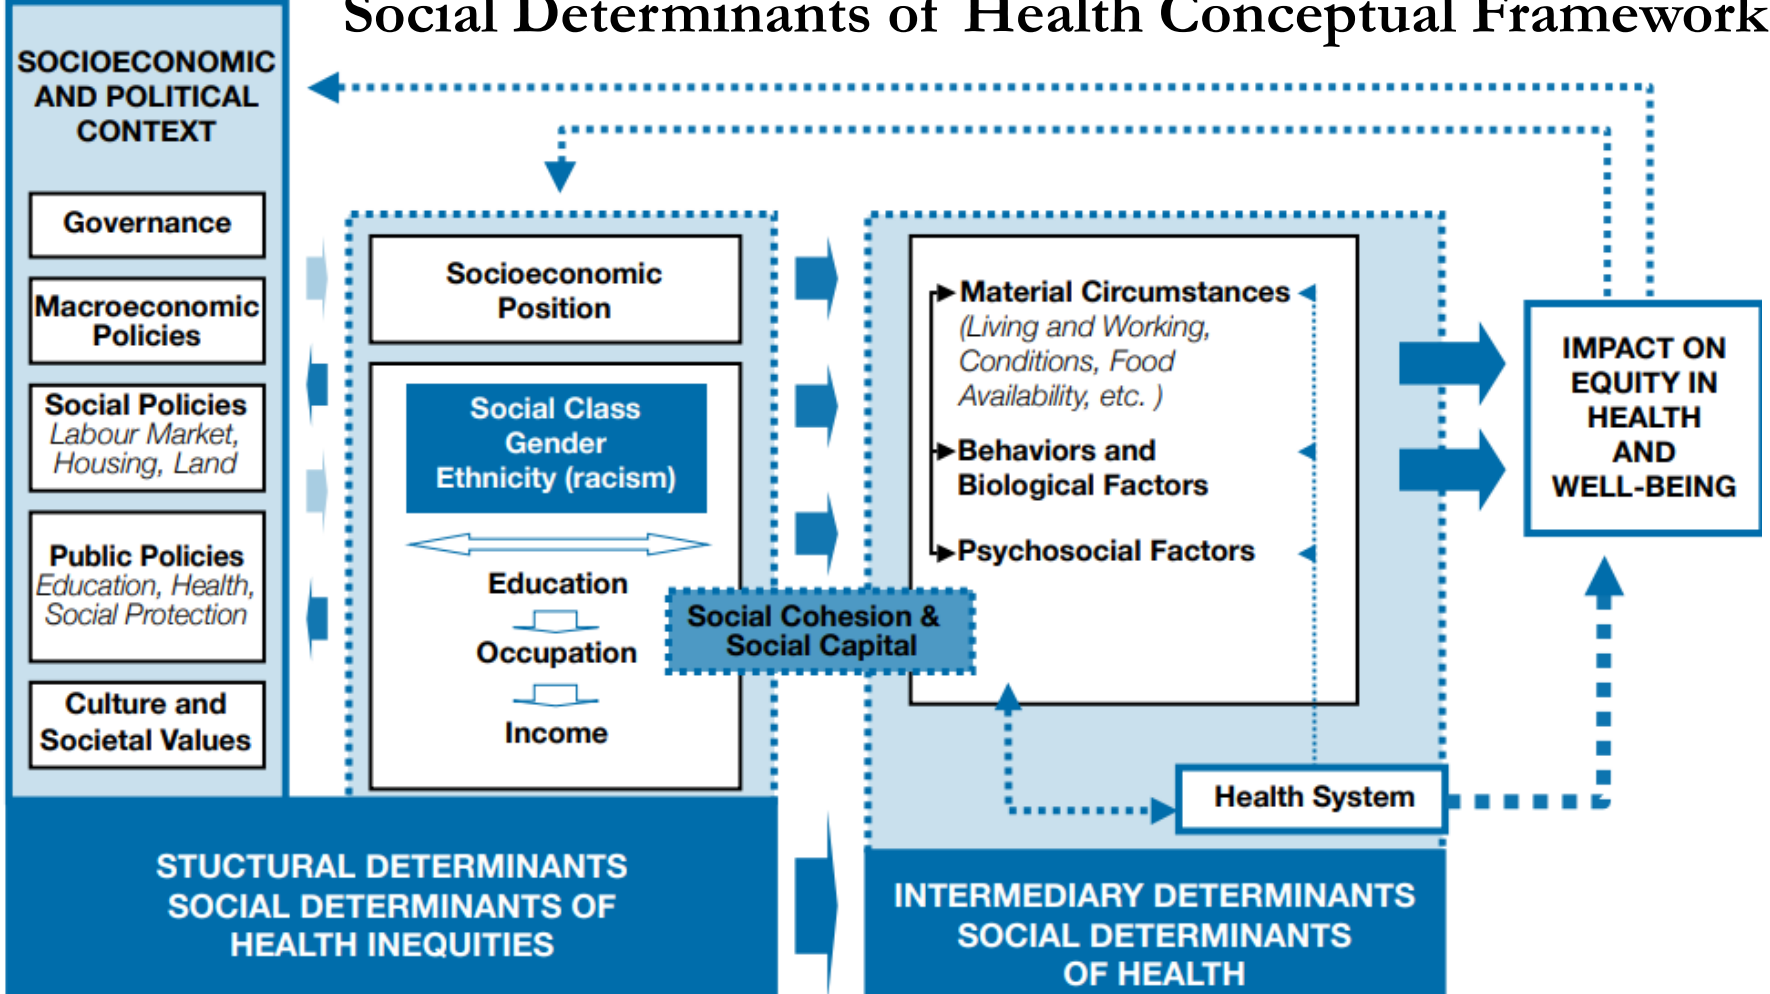 Social Determinants of Health Conceptual Framework
SOCIOECONOMIC
AND POLITICAL
CONTEXT
Governance
Macroeconomic
Policies
Social Policies
Labour Market,
Housing, Land
Public Policies
Education, Health,
Social Protection
Culture and
Societal Values
Socioeconomic
Position
Social Class
Gender
Ethnicity (racism)
Education
Occupation
Income
Social Cohesion &
Social Capital
Material Circumstances
(Living and Working,
Conditions, Food
Availability, etc. )
Behaviors and
Biological Factors
Psychosocial Factors
Health System
IMPACT ON
EQUITY IN
HEALTH
AND
WELL-BEING
STUCTURAL DETERMINANTS
SOCIAL DETERMINANTS OF
HEALTH INEQUITIES
INTERMEDIARY DETERMINANTS
SOCIAL DETERMINANTS
OF HEALTH